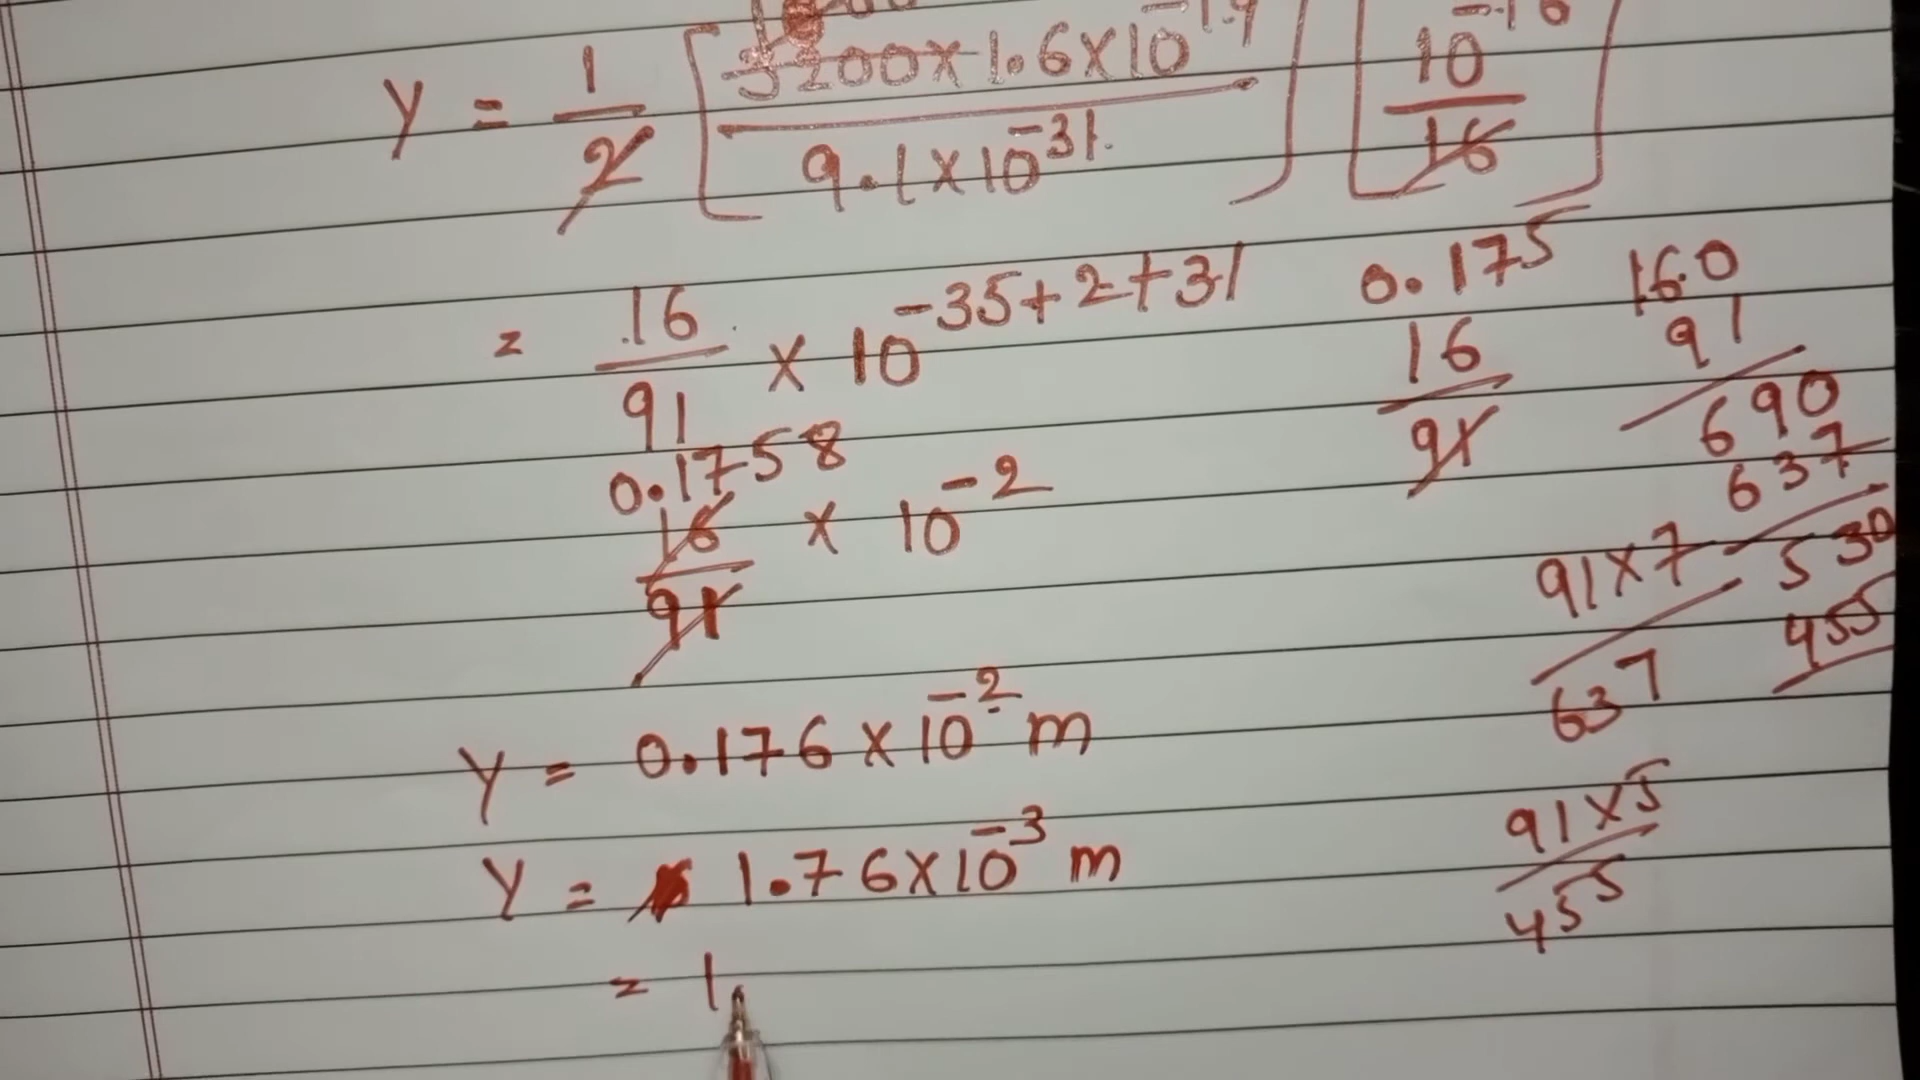 Y = 1/2 [3200 x 1.6 x 10^-19 / 9.1 x 10^-31] [10^-16 / 16]
= 16/91 x 10^-35+2+31
0.1758
16/91 x 10^-2
Y = 0.176 x 10^-2 m
Y = 1.76 x 10^-3 m
= 1.
0.175
16/91
160
91
690
637
530
455
91 x 7
637
91 x 5
455